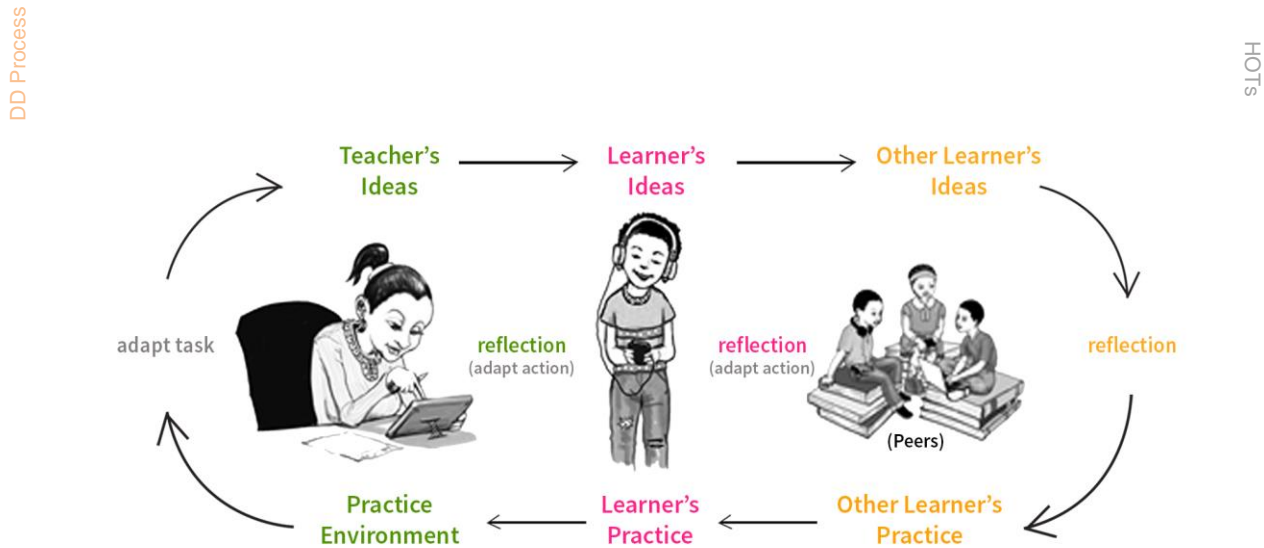 DD Process
HOTs
Teacher's
Ideas
Learner's
Ideas
Other Learner's
Ideas
adapt task
reflection
(adapt action)
reflection
(adapt action)
reflection
(Peers)
Practice
Environment
Learner's
Practice
Other Learner's
Practice